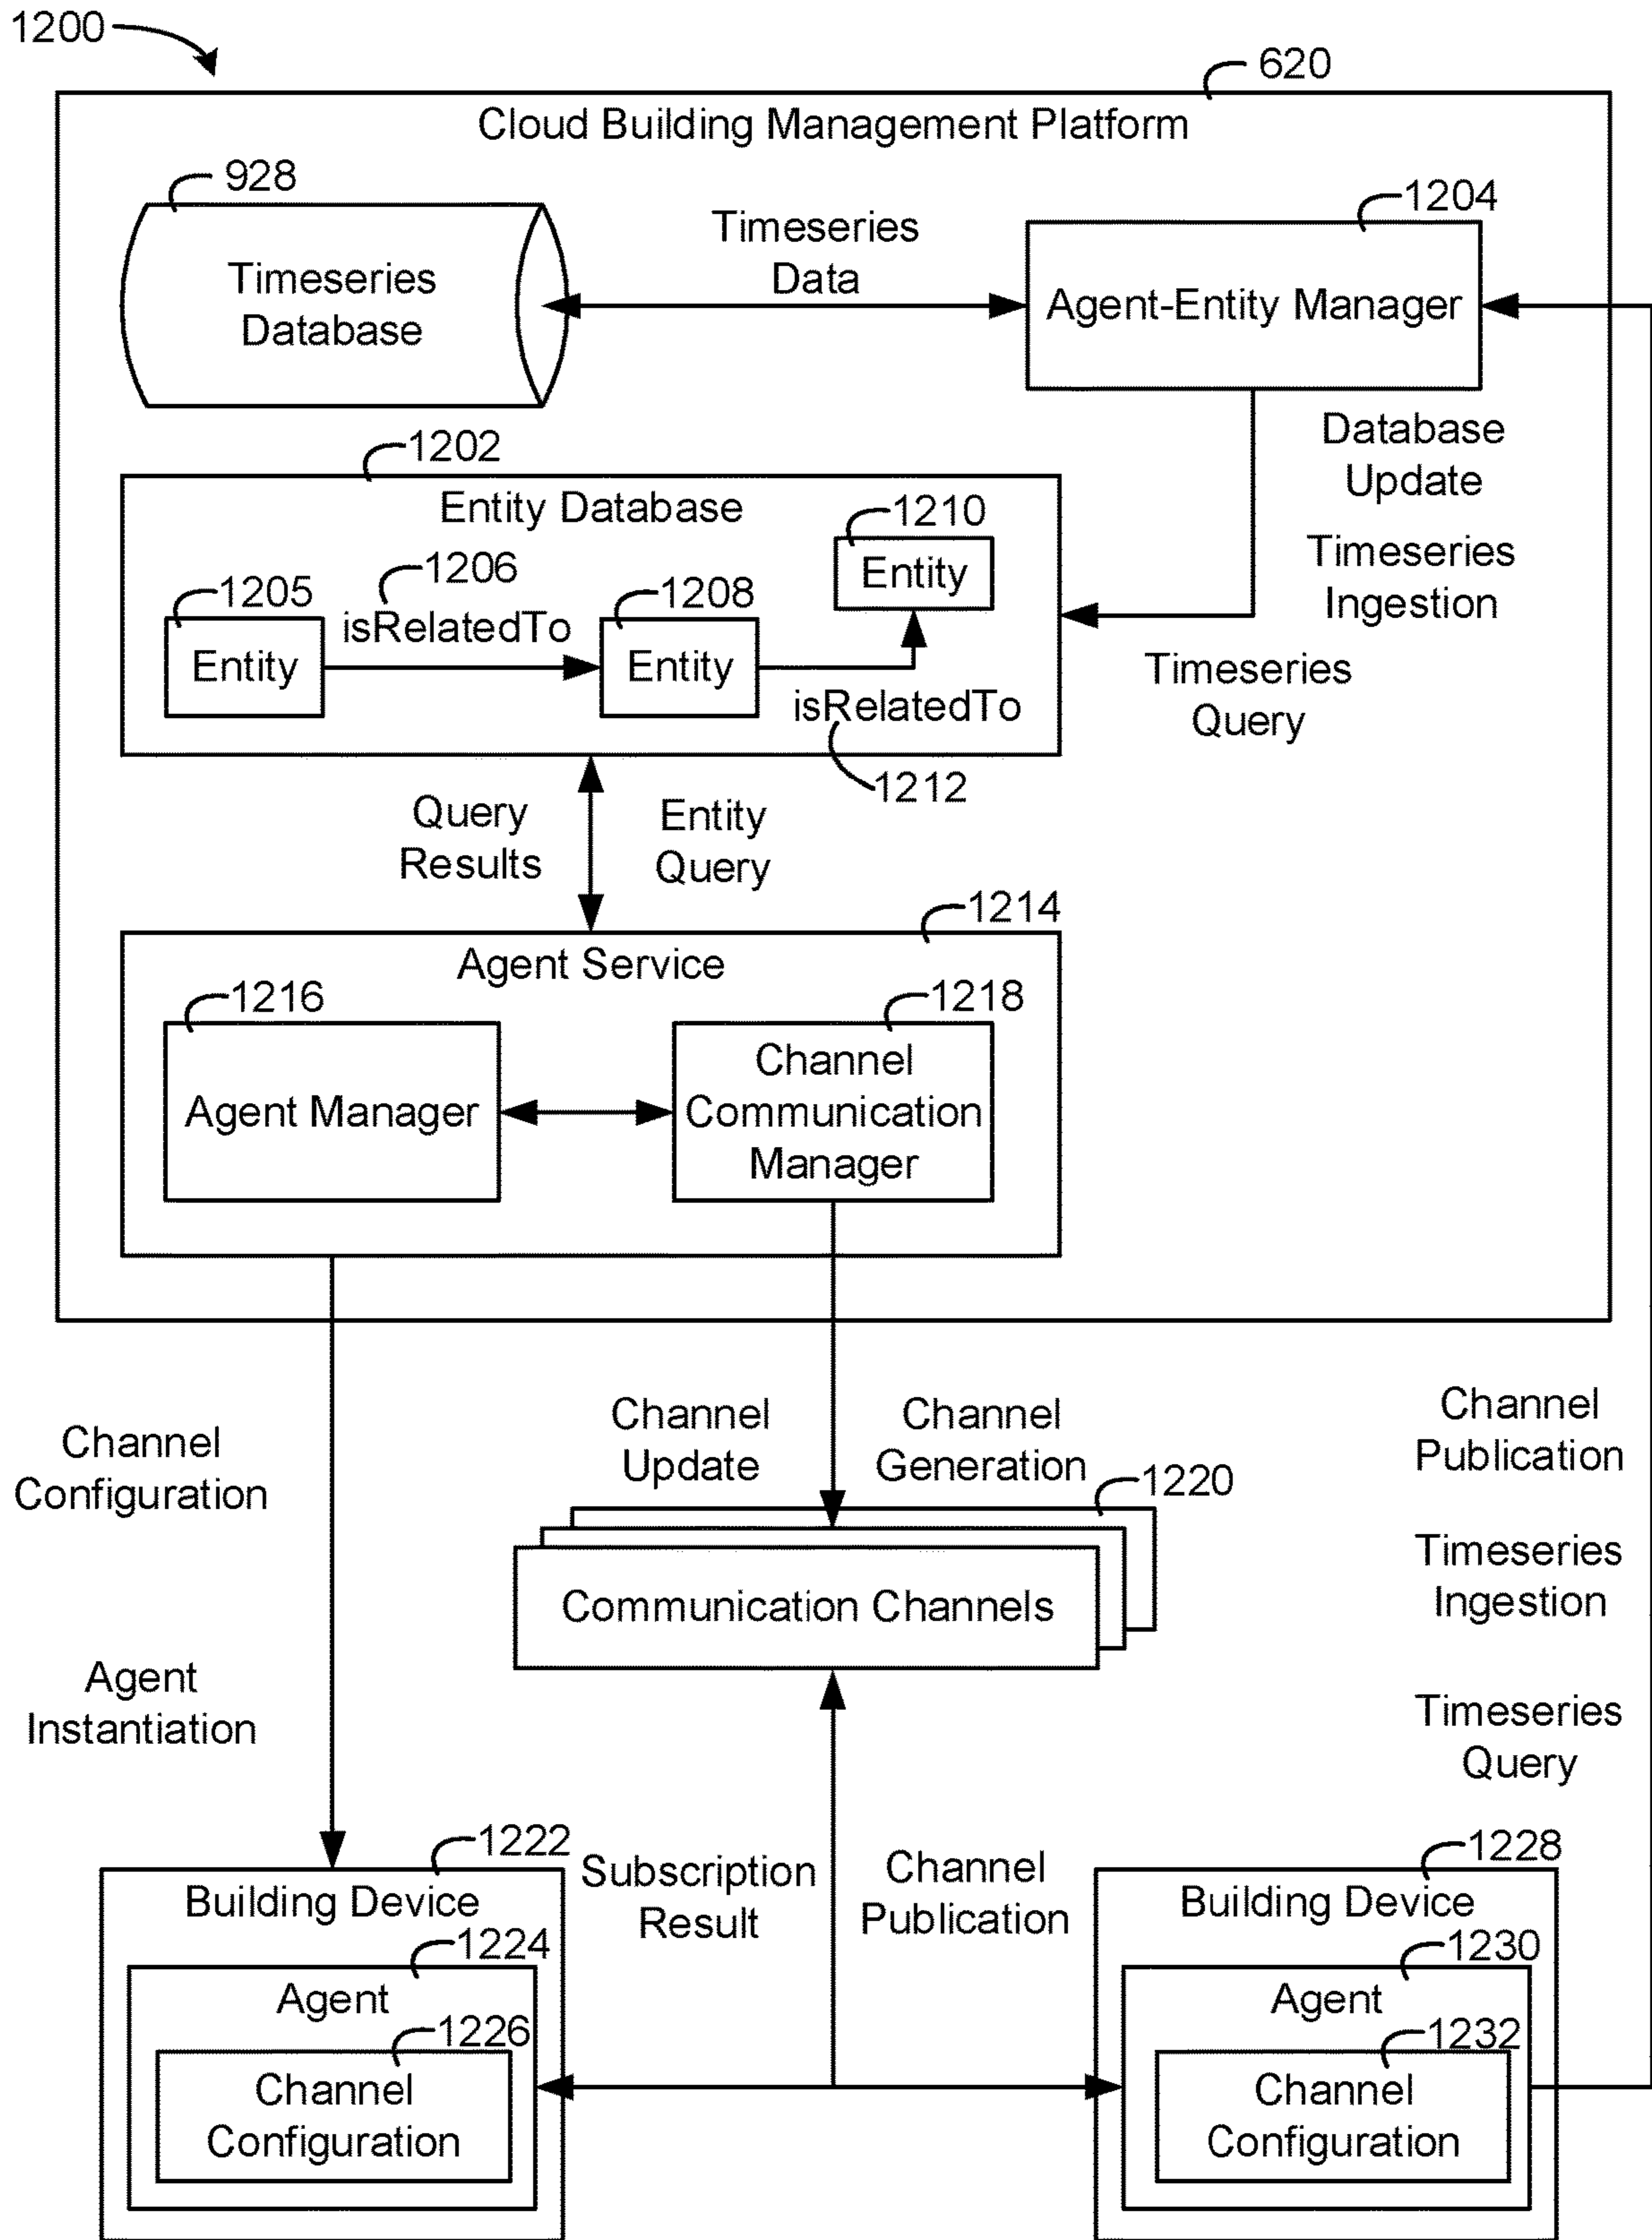 1200
620
Cloud Building Management Platform
928
1204
Timeseries
Data
Timeseries
Database
Agent-Entity Manager
1202
Database
Update
Entity Database
1210
Entity
Timeseries
Ingestion
1206
1205
isRelatedTo
1208
Entity
Entity
isRelatedTo
1212
Timeseries
Query
Query
Results
Entity
Query
1214
Agent Service
1216
1218
Agent Manager
Channel
Communication
Manager
Channel
Configuration
Channel
Update
Channel
Generation
Channel
Publication
1220
Communication Channels
Timeseries
Ingestion
Agent
Instantiation
Timeseries
Query
1222
Building Device
Subscription
Result
Channel
Publication
1228
Building Device
1224
Agent
1226
Channel
Configuration
1230
Agent
1232
Channel
Configuration